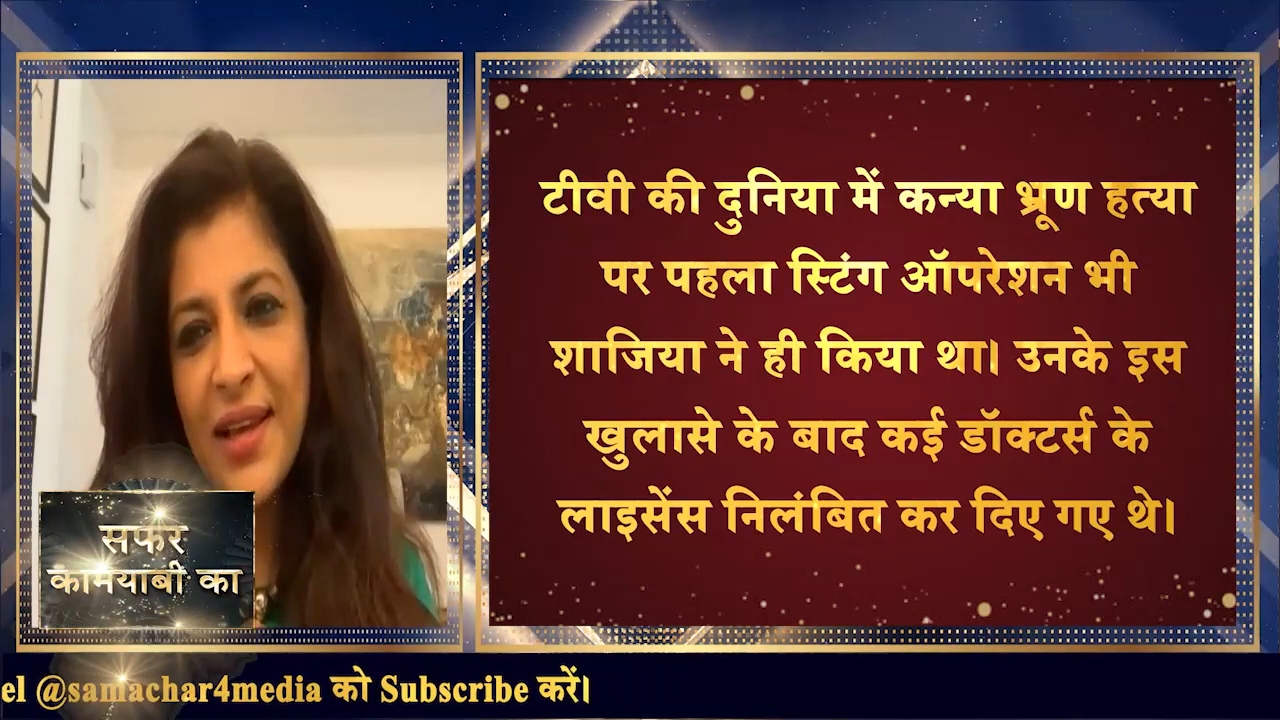 टीवी की दुनिया में कन्या भ्रूण हत्या
पर पहला स्टिंग ऑपरेशन भी
शाजिया ने ही किया था। उनके इस
खुलासे के बाद कई डॉक्टर्स के
लाइसेंस निलंबित कर दिए गए थे।
सफर
कामयाबी का
el @samachar4media को Subscribe करें।